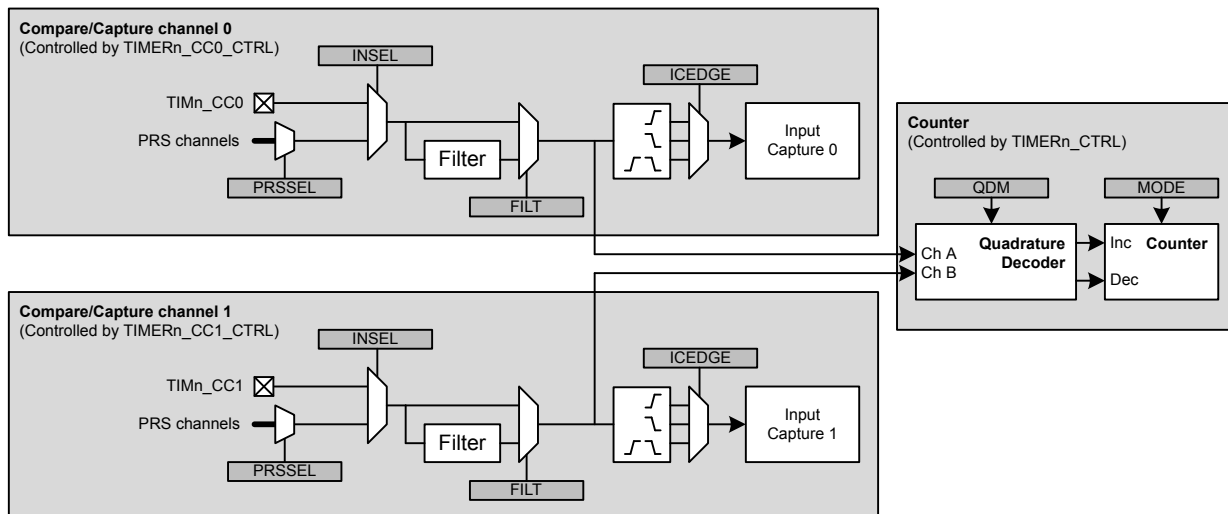 Compare/Capture channel 0
(Controlled by TIMERn_CC0_CTRL)
INSEL
ICEDGE
TIMn_CC0
PRS channels
Filter
Input
Capture 0
PRSSEL
FILT
Counter
(Controlled by TIMERn_CTRL)
QDM
MODE
Ch A
Ch B
Quadrature
Decoder
Inc
Dec
Counter
Compare/Capture channel 1
(Controlled by TIMERn_CC1_CTRL)
INSEL
ICEDGE
TIMn_CC1
PRS channels
Filter
Input
Capture 1
PRSSEL
FILT